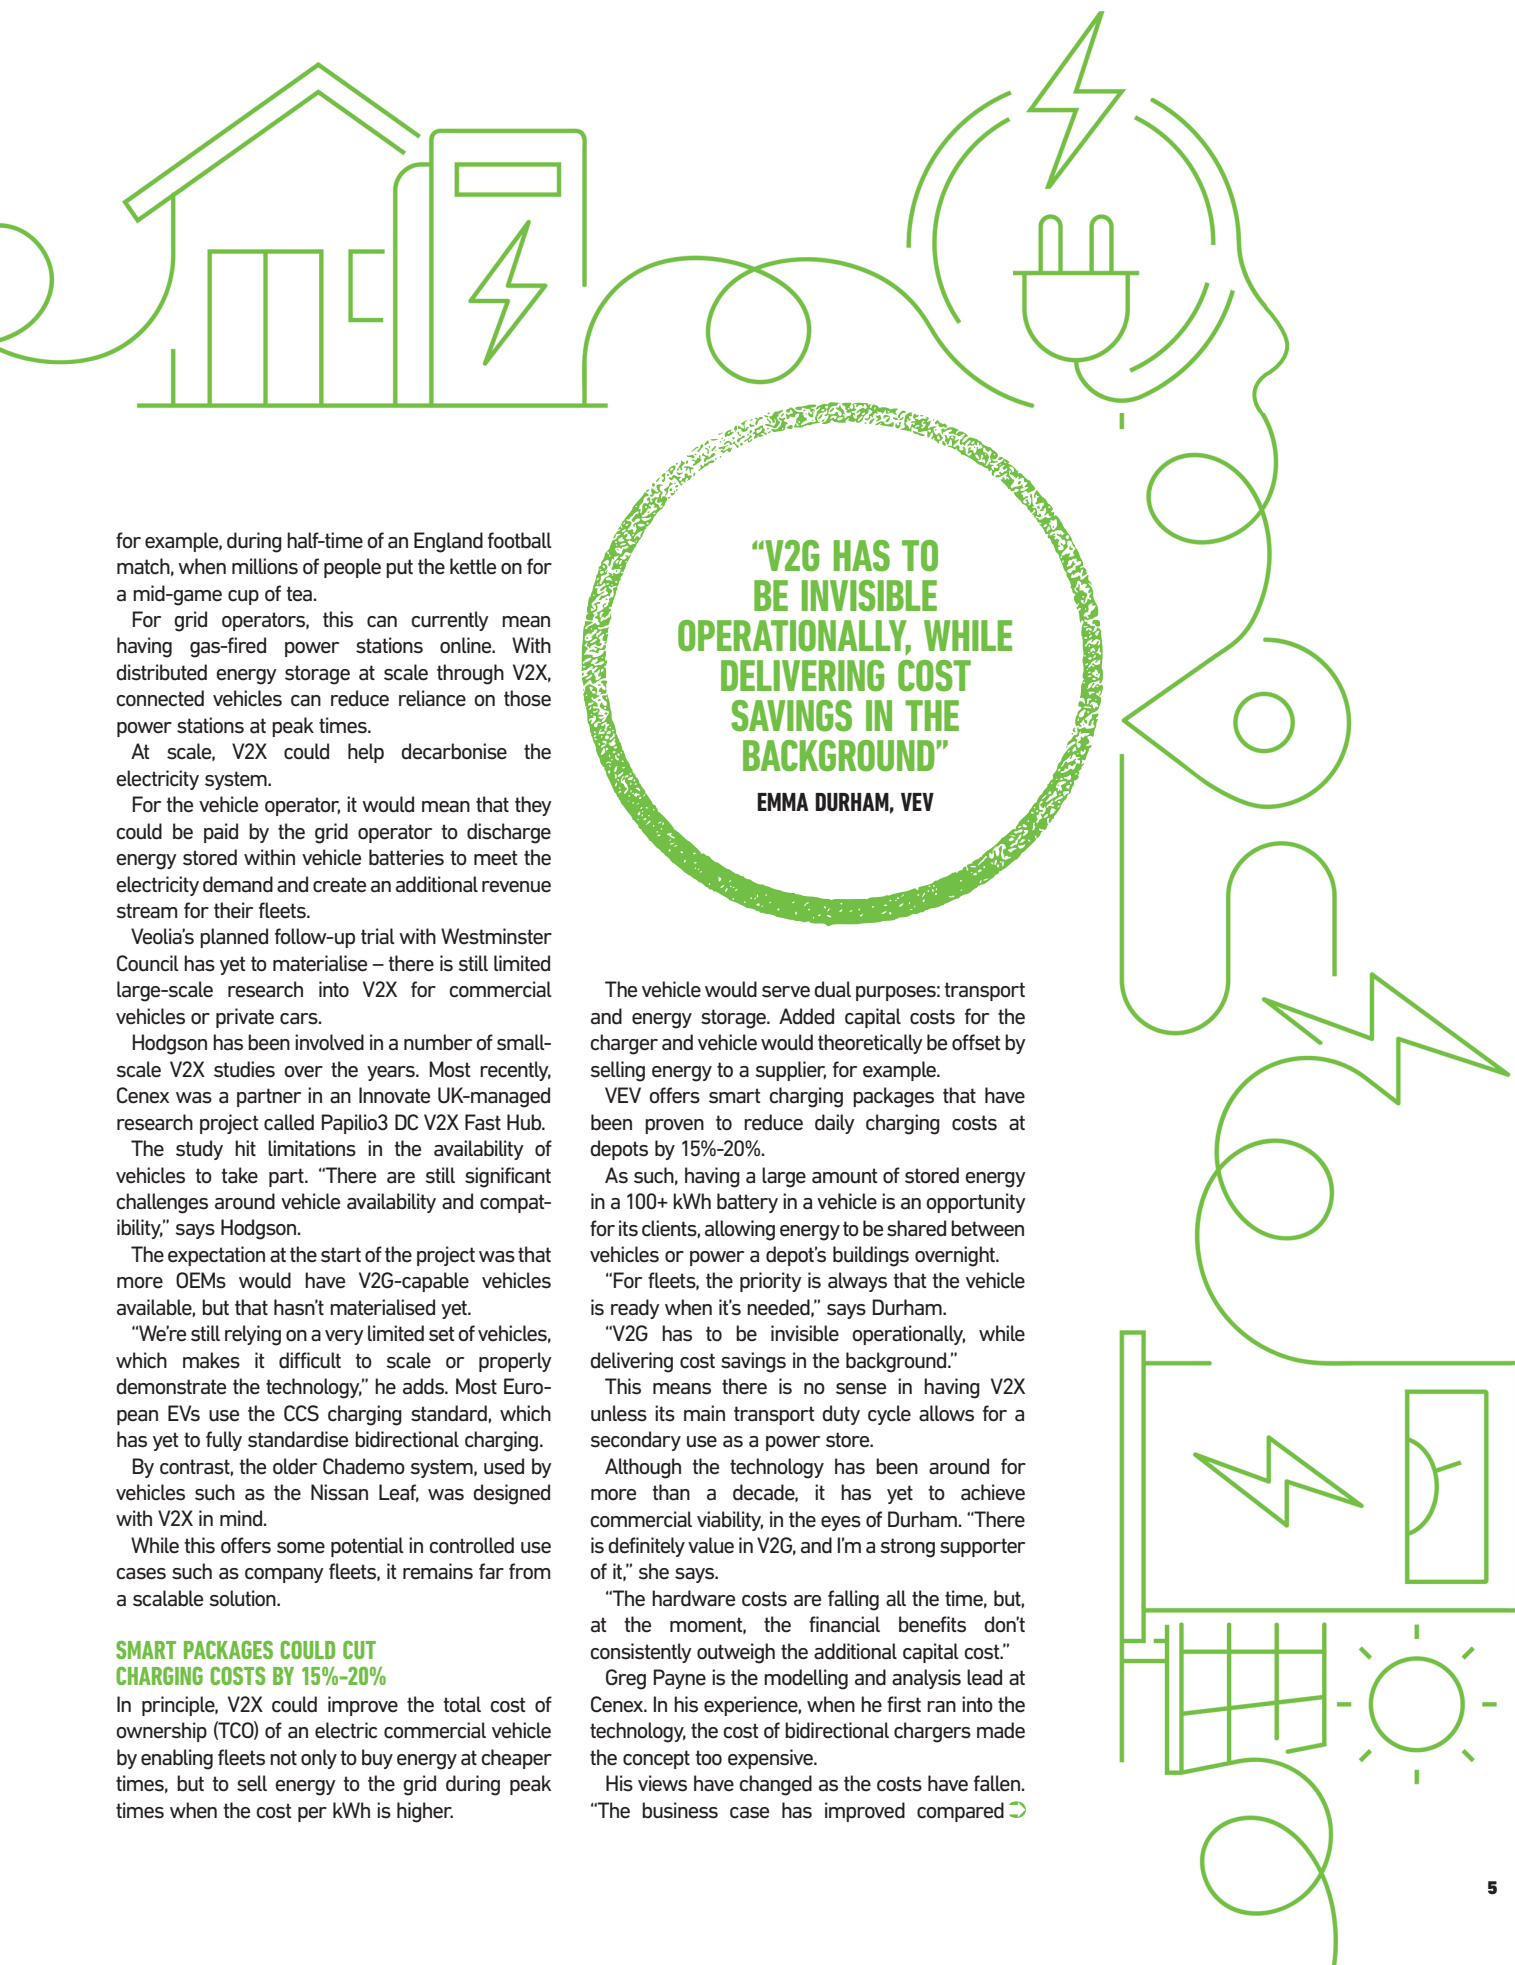 for example, during half-time of an England football
match, when millions of people put the kettle on for
a mid-game cup of tea.
For grid operators, this can currently mean
having gas-fired power stations online. With
distributed energy storage at scale through V2X,
connected vehicles can reduce reliance on those
power stations at peak times.
At scale, V2X could help decarbonise the
electricity system.
For the vehicle operator, it would mean that they
could be paid by the grid operator to discharge
energy stored within vehicle batteries to meet the
electricity demand and create an additional revenue
stream for their fleets.
Veolia’s planned follow-up trial with Westminster
Council has yet to materialise – there is still limited
large-scale research into V2X for commercial
vehicles or private cars.
Hodgson has been involved in a number of small-
scale V2X studies over the years. Most recently,
Cenex was a partner in an Innovate UK-managed
research project called Papilio3 DC V2X Fast Hub.
The study hit limitations in the availability of
vehicles to take part. “There are still significant
challenges around vehicle availability and compat-
ibility,” says Hodgson.
The expectation at the start of the project was that
more OEMs would have V2G-capable vehicles
available, but that hasn’t materialised yet.
“We’re still relying on a very limited set of vehicles,
which makes it difficult to scale or properly
demonstrate the technology,” he adds. Most Euro-
pean EVs use the CCS charging standard, which
has yet to fully standardise bidirectional charging.
By contrast, the older Chademo system, used by
vehicles such as the Nissan Leaf, was designed
with V2X in mind.
While this offers some potential in controlled use
cases such as company fleets, it remains far from
a scalable solution.
SMART PACKAGES COULD CUT
CHARGING COSTS BY 15%-20%
In principle, V2X could improve the total cost of
ownership (TCO) of an electric commercial vehicle
by enabling fleets not only to buy energy at cheaper
times, but to sell energy to the grid during peak
times when the cost per kWh is higher.
“V2G HAS TO
BE INVISIBLE
OPERATIONALLY, WHILE
DELIVERING COST
SAVINGS IN THE
BACKGROUND”
EMMA DURHAM, VEV
The vehicle would serve dual purposes: transport
and energy storage. Added capital costs for the
charger and vehicle would theoretically be offset by
selling energy to a supplier, for example.
VEV offers smart charging packages that have
been proven to reduce daily charging costs at
depots by 15%-20%.
As such, having a large amount of stored energy
in a 100+ kWh battery in a vehicle is an opportunity
for its clients, allowing energy to be shared between
vehicles or power a depot’s buildings overnight.
“For fleets, the priority is always that the vehicle
is ready when it’s needed,” says Durham.
“V2G has to be invisible operationally, while
delivering cost savings in the background.”
This means there is no sense in having V2X
unless its main transport duty cycle allows for a
secondary use as a power store.
Although the technology has been around for
more than a decade, it has yet to achieve
commercial viability, in the eyes of Durham. “There
is definitely value in V2G, and I’m a strong supporter
of it,” she says.
“The hardware costs are falling all the time, but,
at the moment, the financial benefits don’t
consistently outweigh the additional capital cost.”
Greg Payne is the modelling and analysis lead at
Cenex. In his experience, when he first ran into the
technology, the cost of bidirectional chargers made
the concept too expensive.
His views have changed as the costs have fallen.
“The business case has improved compared
5